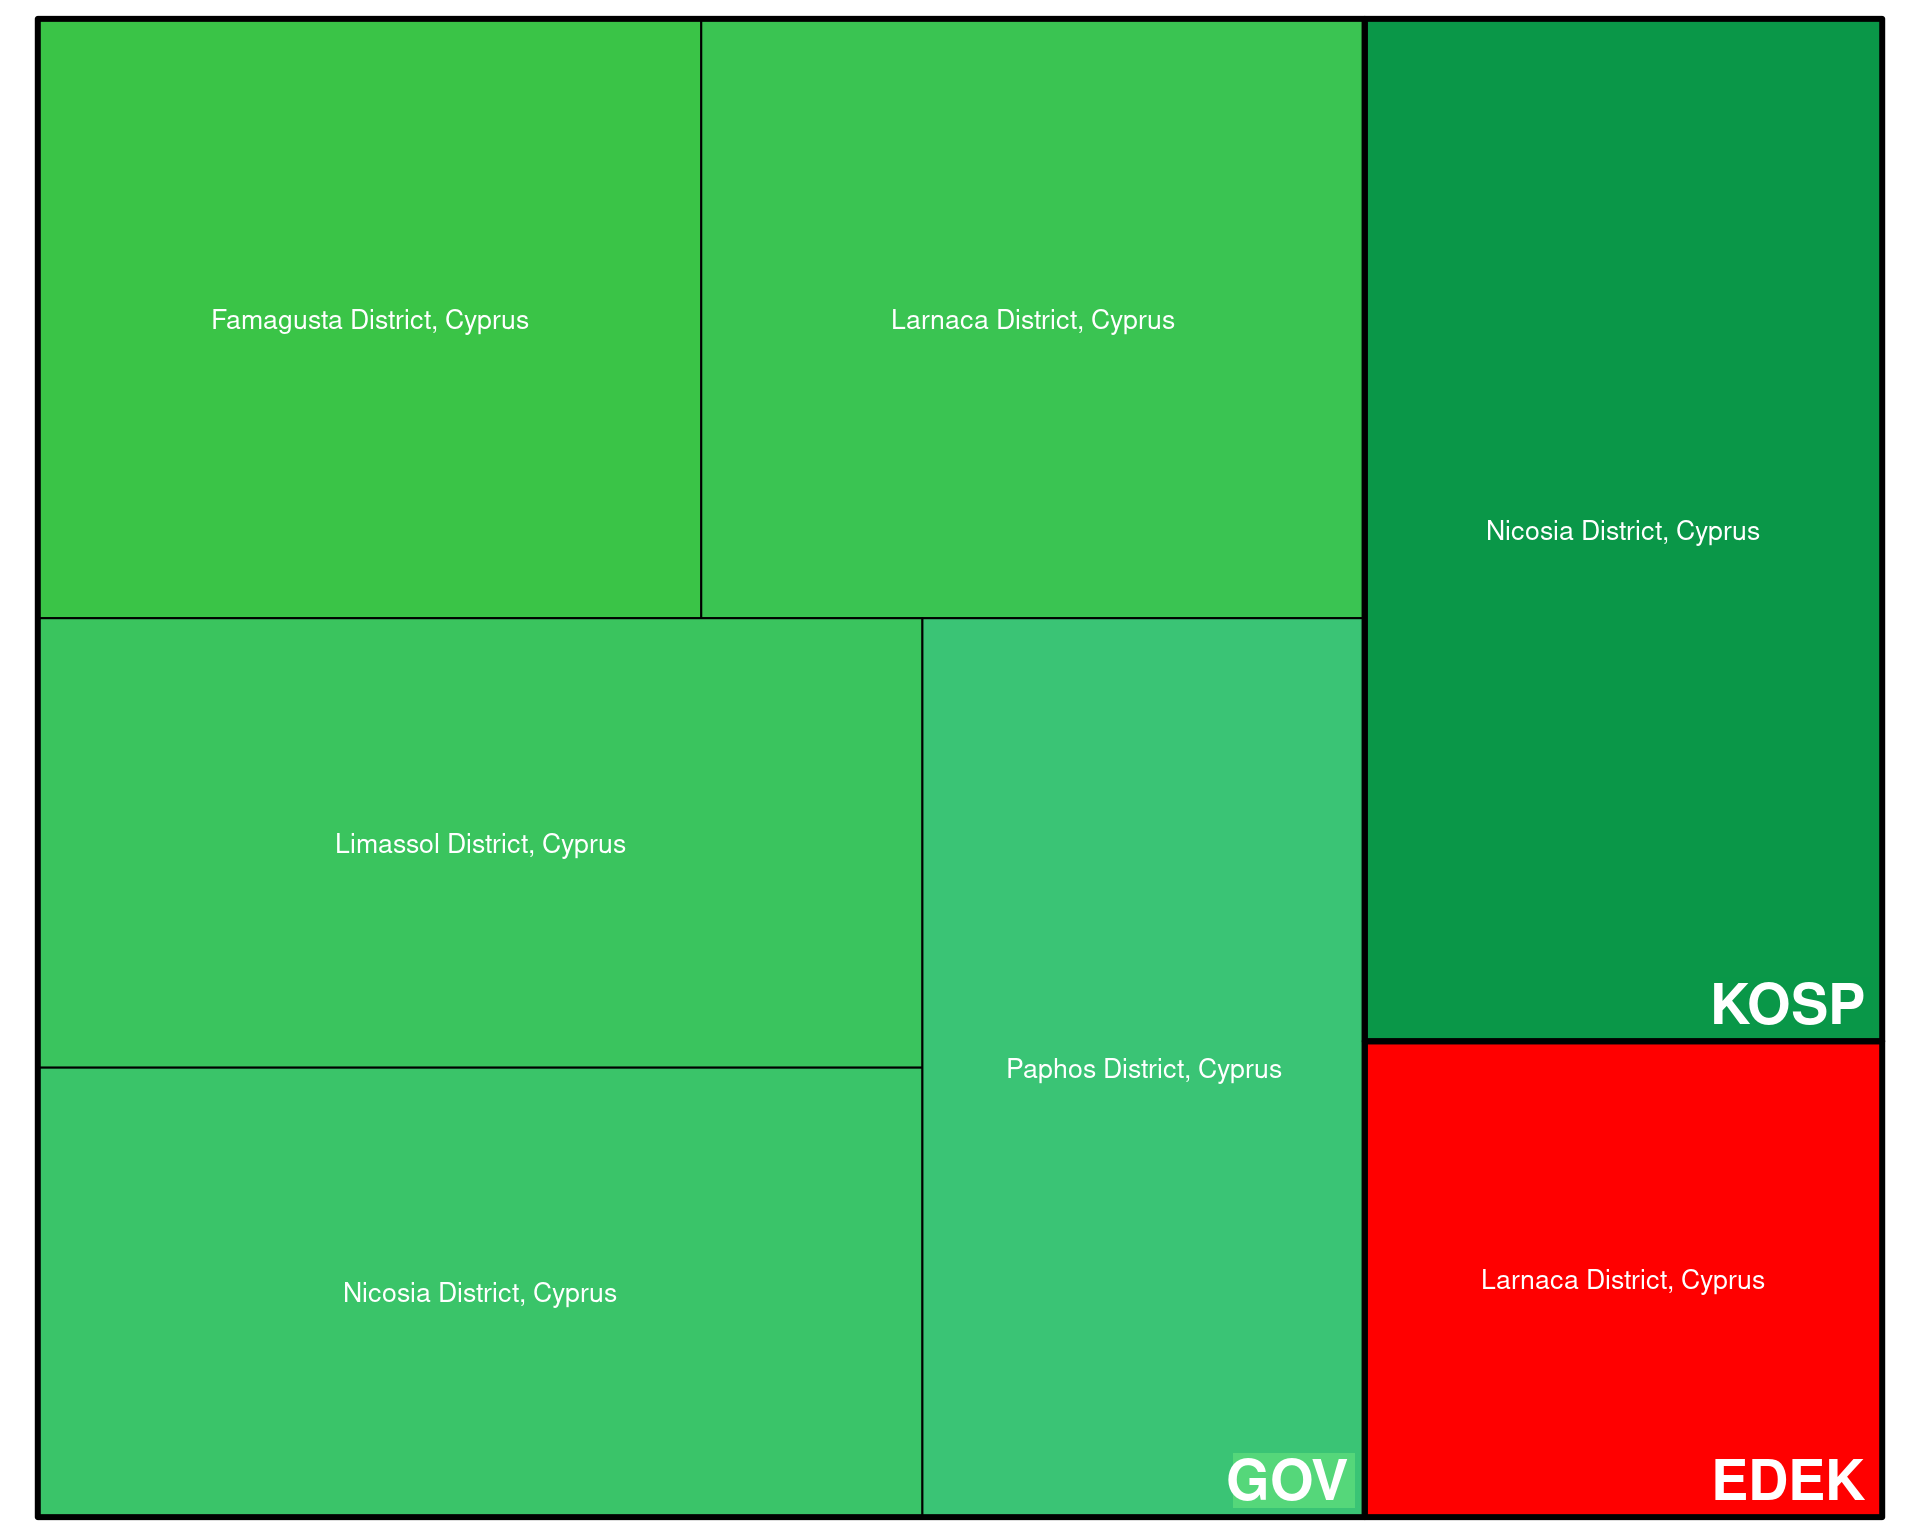 Famagusta District, Cyprus
Larnaca District, Cyprus
Limassol District, Cyprus
Nicosia District, Cyprus
Paphos District, Cyprus
GOV
Nicosia District, Cyprus
KOSP
Larnaca District, Cyprus
EDEK